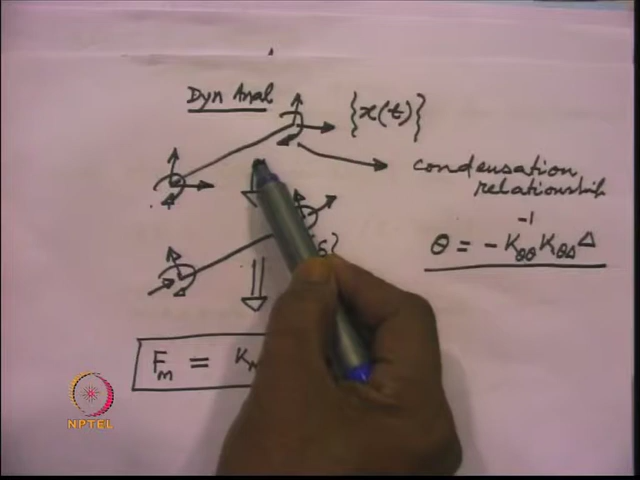 Dyn Anal
{x(t)}
condensation
relationship
θ = -K_θθ^-1 K_θΔ Δ
F_m =
NPTEL